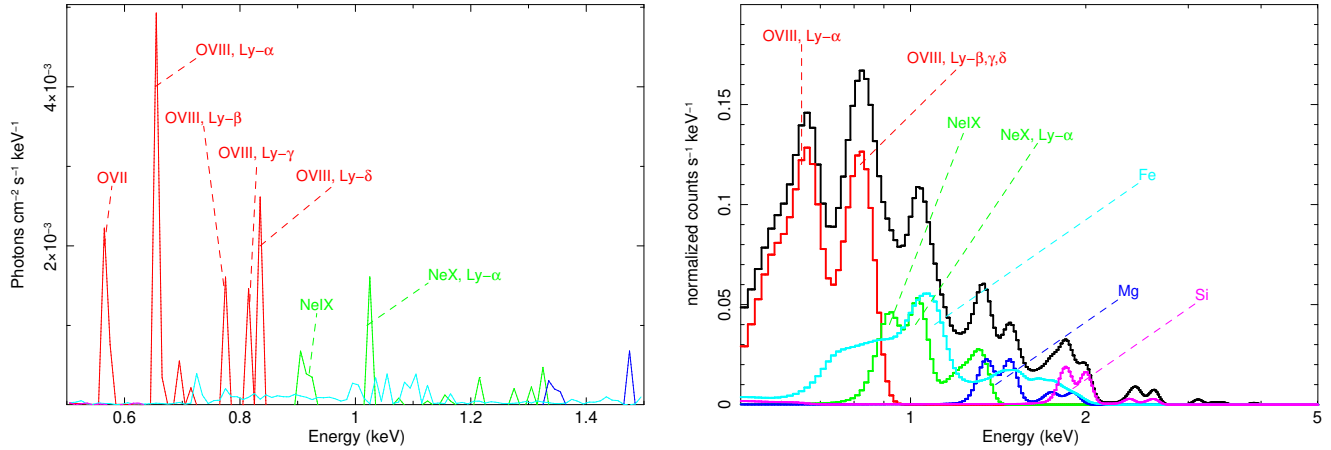 Photons cm⁻² s⁻¹ keV⁻¹
4×10⁻³
2×10⁻³
OVIII, Ly−α
OVIII, Ly−β
OVIII, Ly−γ
OVII
OVIII, Ly−δ
NeIX
NeX, Ly−α
0.6 0.8 1 1.2 1.4
Energy (keV)
normalized counts s⁻¹ keV⁻¹
0.15
0.1
0.05
0
OVIII, Ly−α
OVIII, Ly−β,γ,δ
NeIX
NeX, Ly−α
Fe
Mg
Si
1 2 5
Energy (keV)